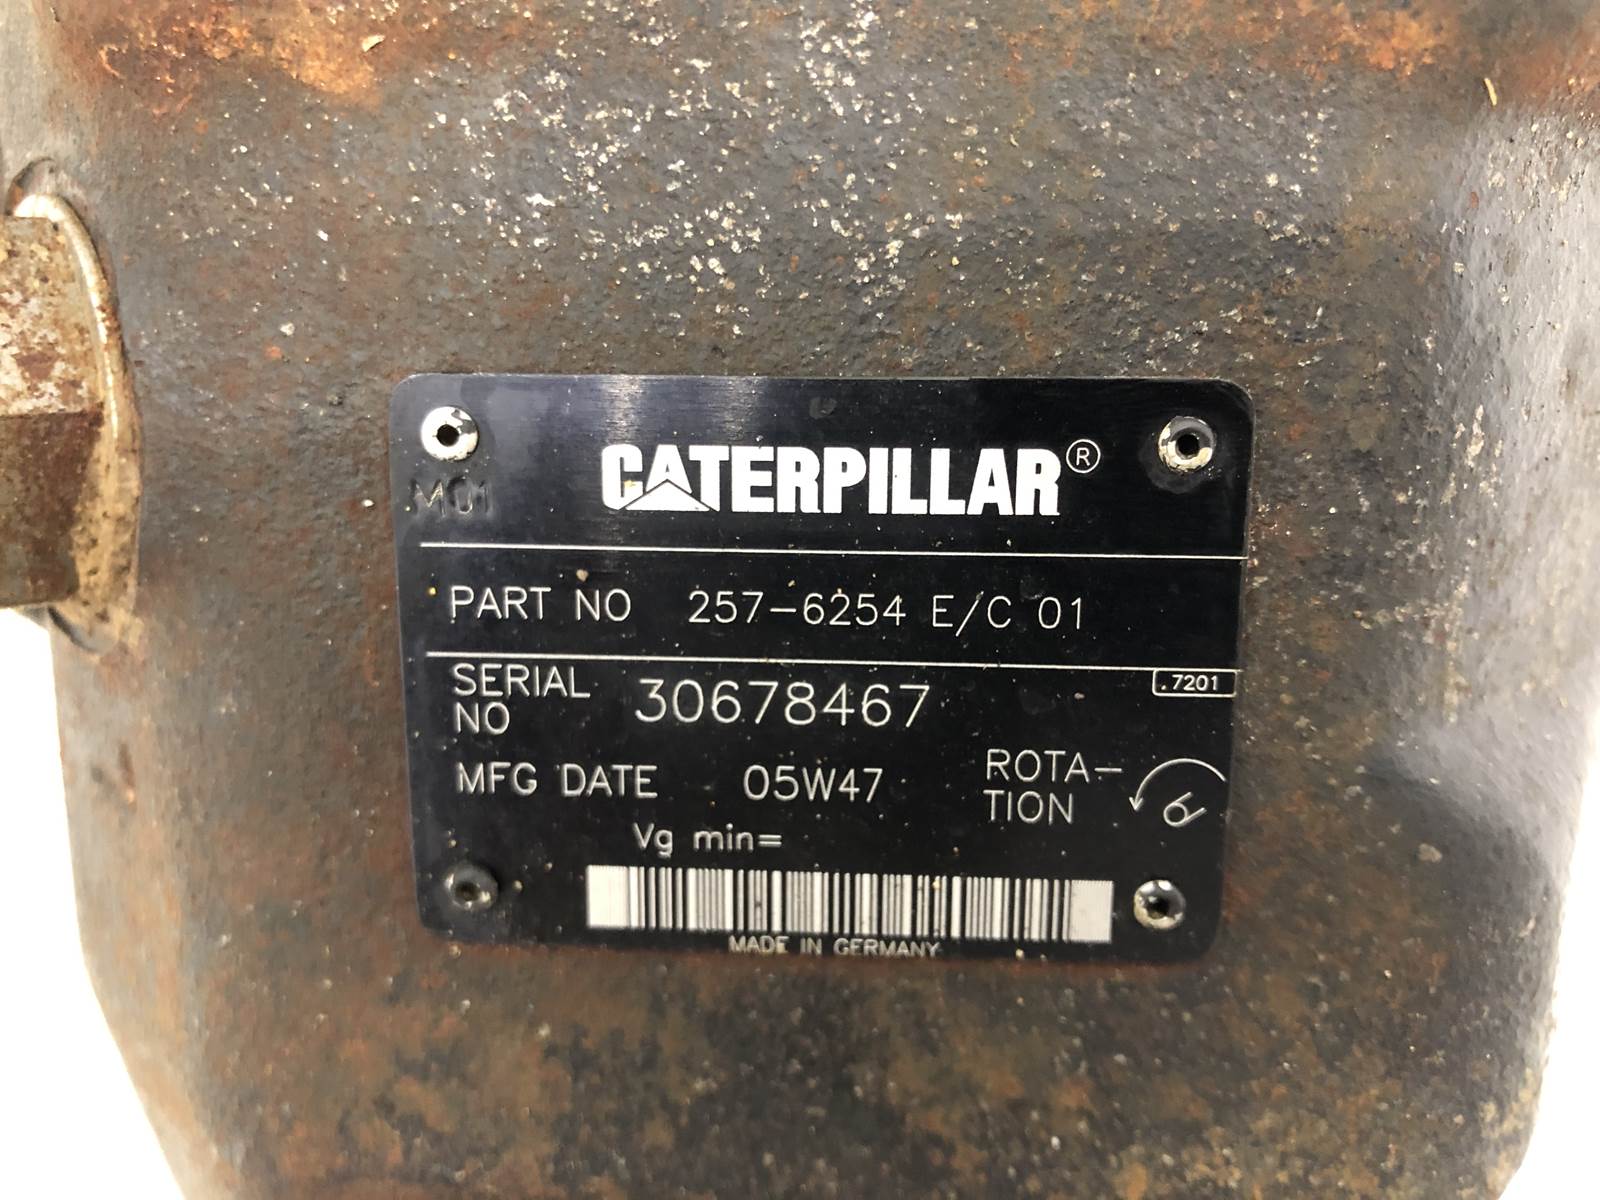 CATERPILLAR®
M01
PART NO 257-6254 E/C 01
.7201
SERIAL NO 30678467
MFG DATE 05W47
ROTA-
TION
Vg min=
MADE IN GERMANY